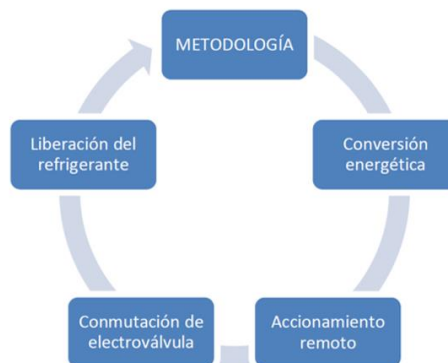 METODOLOGÍA
Conversión
energética
Accionamiento
remoto
Conmutación de
electroválvula
Liberación del
refrigerante